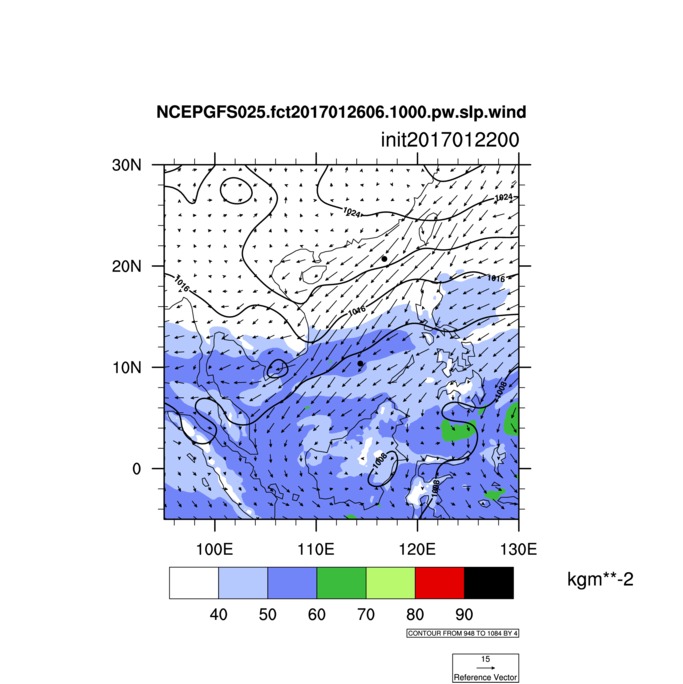 NCEPGFS025.fct2017012606.1000.pw.slp.wind
init2017012200
30N
1024
1024
20N
1016
1016
1016
10N
1008
0
1008
1008
100E 110E 120E 130E
kgm**-2
40 50 60 70 80 90
CONTOUR FROM 948 TO 1084 BY 4
15
Reference Vector